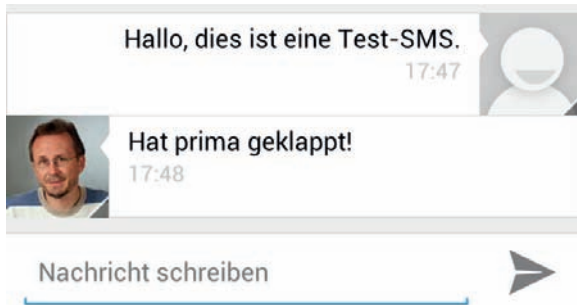 Hallo, dies ist eine Test-SMS.
17:47
Hat prima geklappt!
17:48
Nachricht schreiben